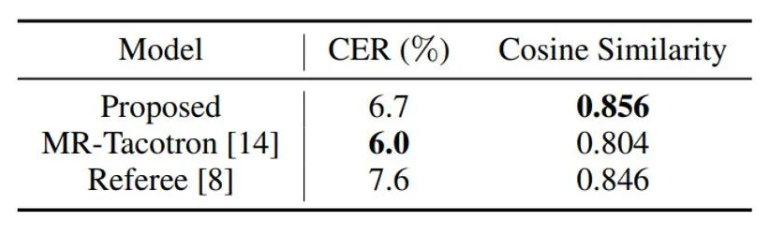 Model CER (%) Cosine Similarity
Proposed 6.7 0.856
MR-Tacotron [14] 6.0 0.804
Referee [8] 7.6 0.846